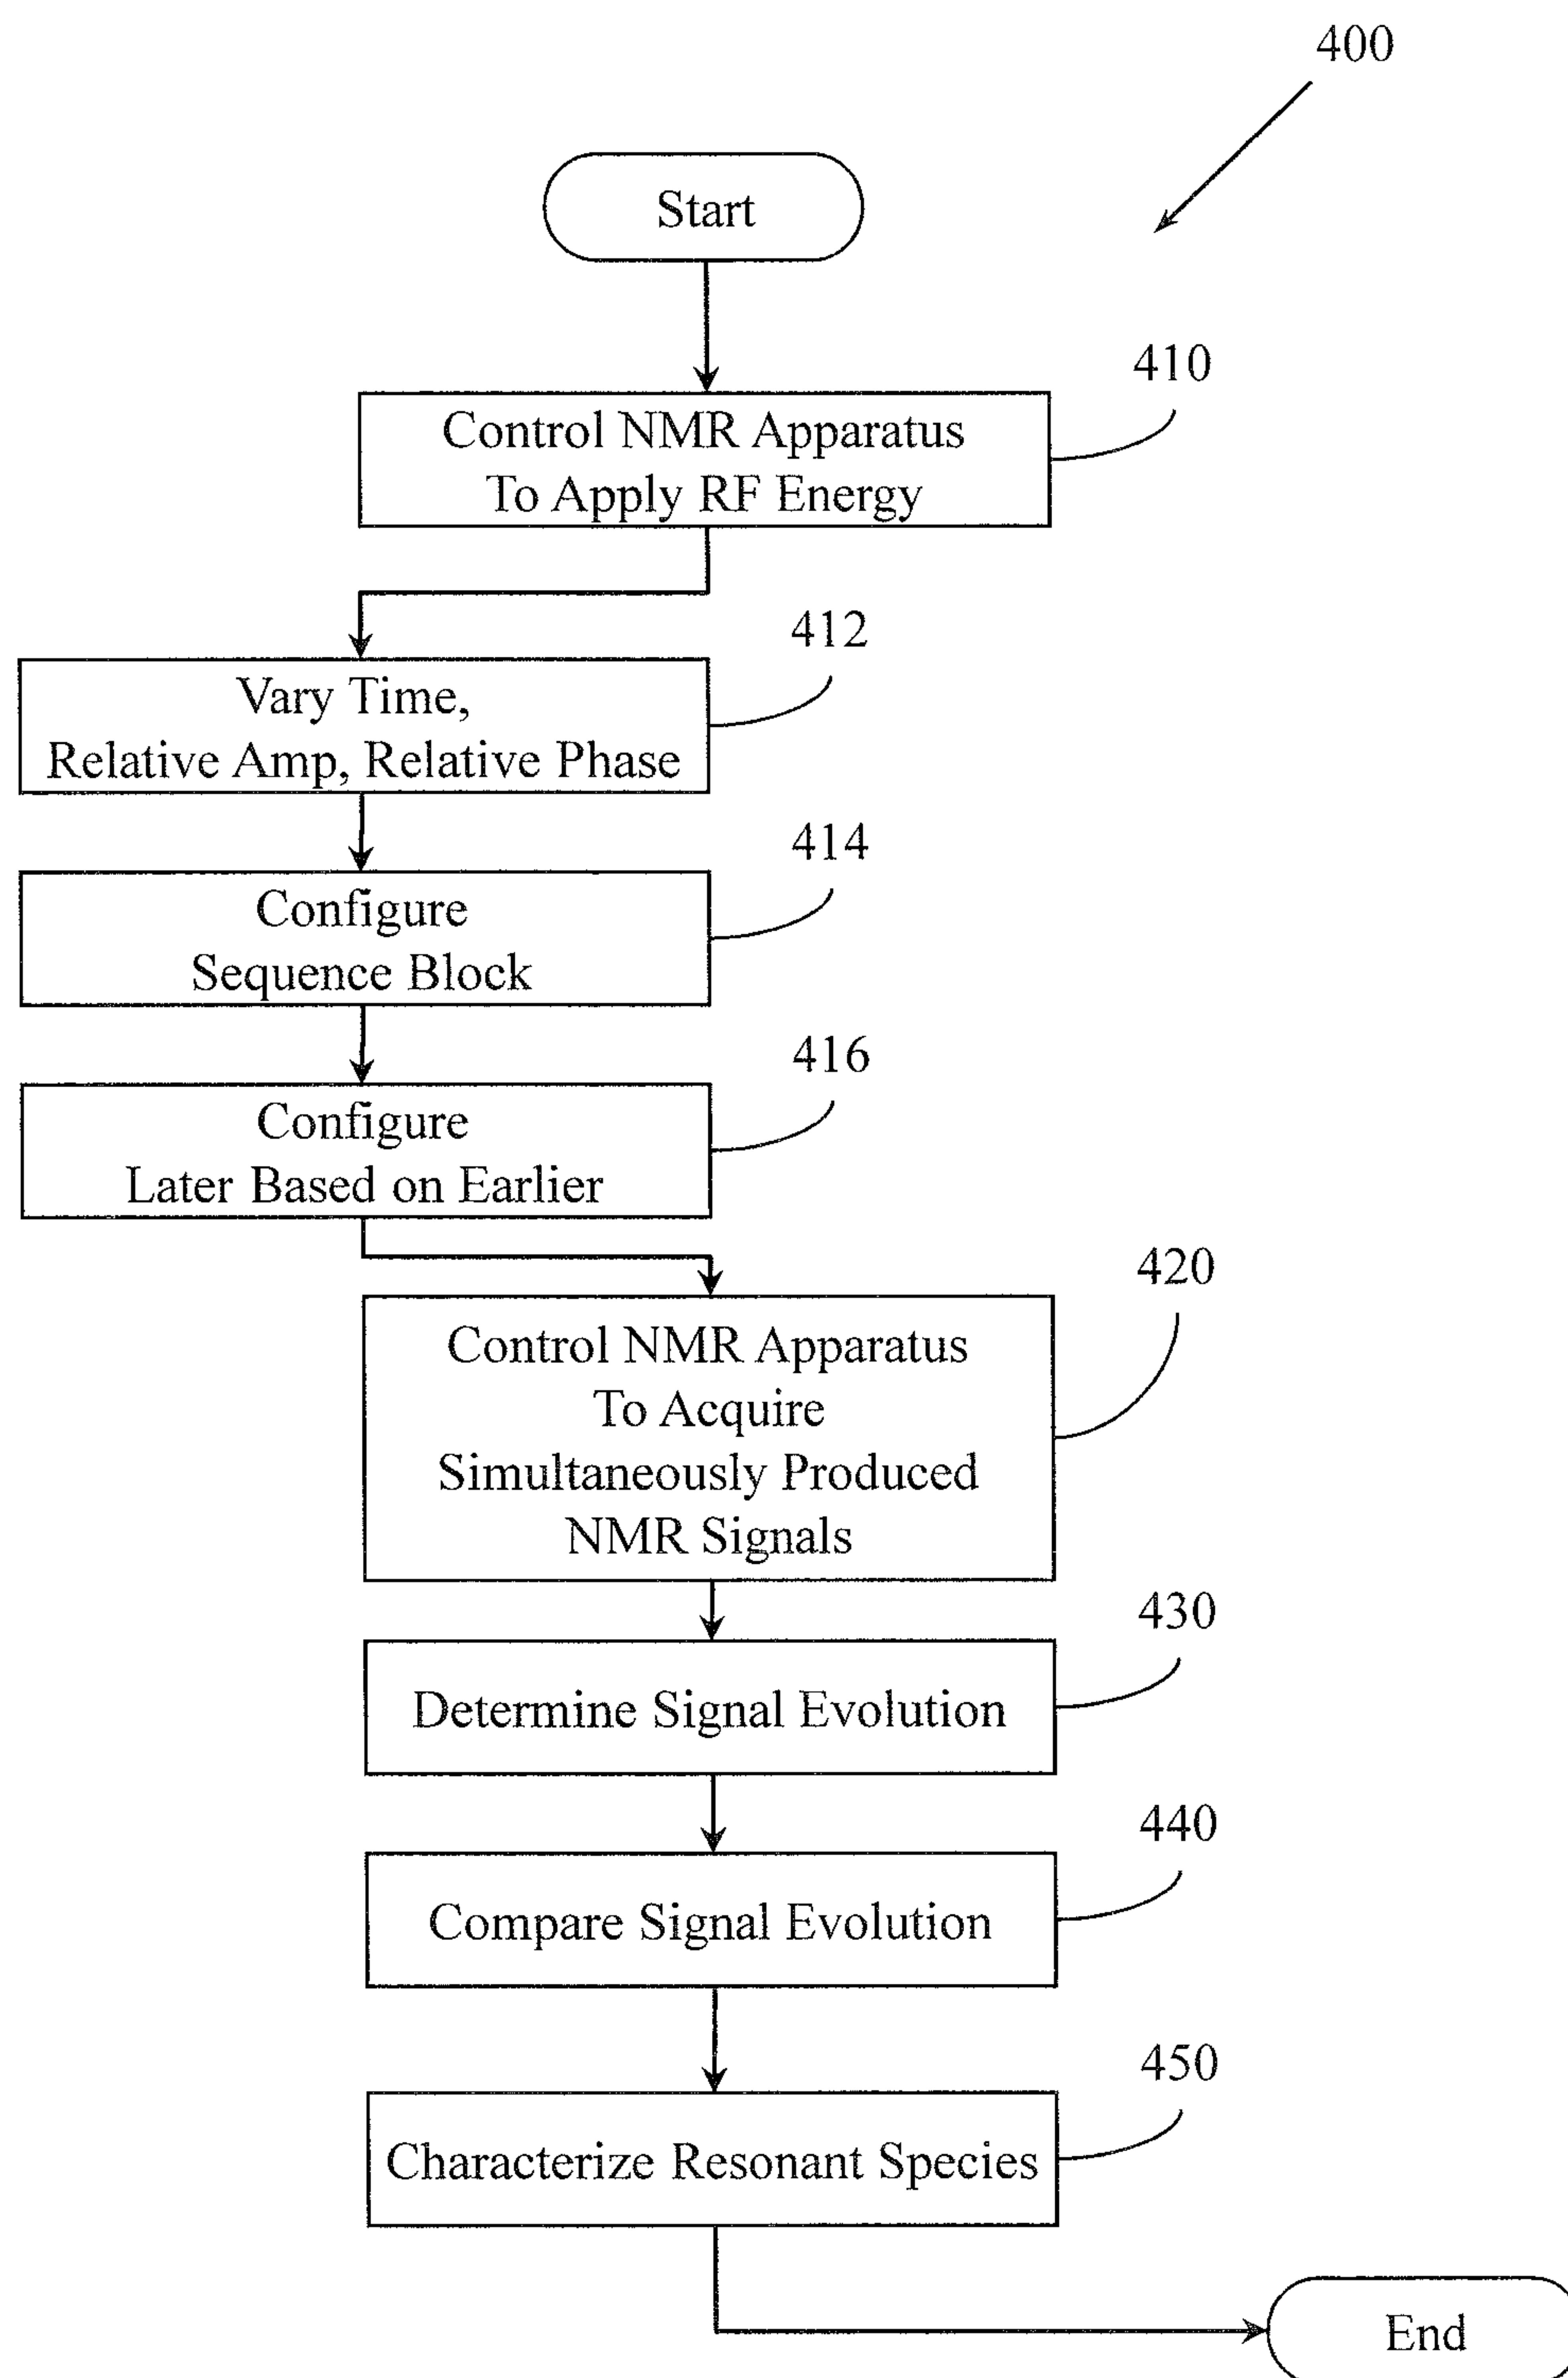 400
Start
410
Control NMR Apparatus
To Apply RF Energy
412
Vary Time,
Relative Amp, Relative Phase
414
Configure
Sequence Block
416
Configure
Later Based on Earlier
420
Control NMR Apparatus
To Acquire
Simultaneously Produced
NMR Signals
430
Determine Signal Evolution
440
Compare Signal Evolution
450
Characterize Resonant Species
End